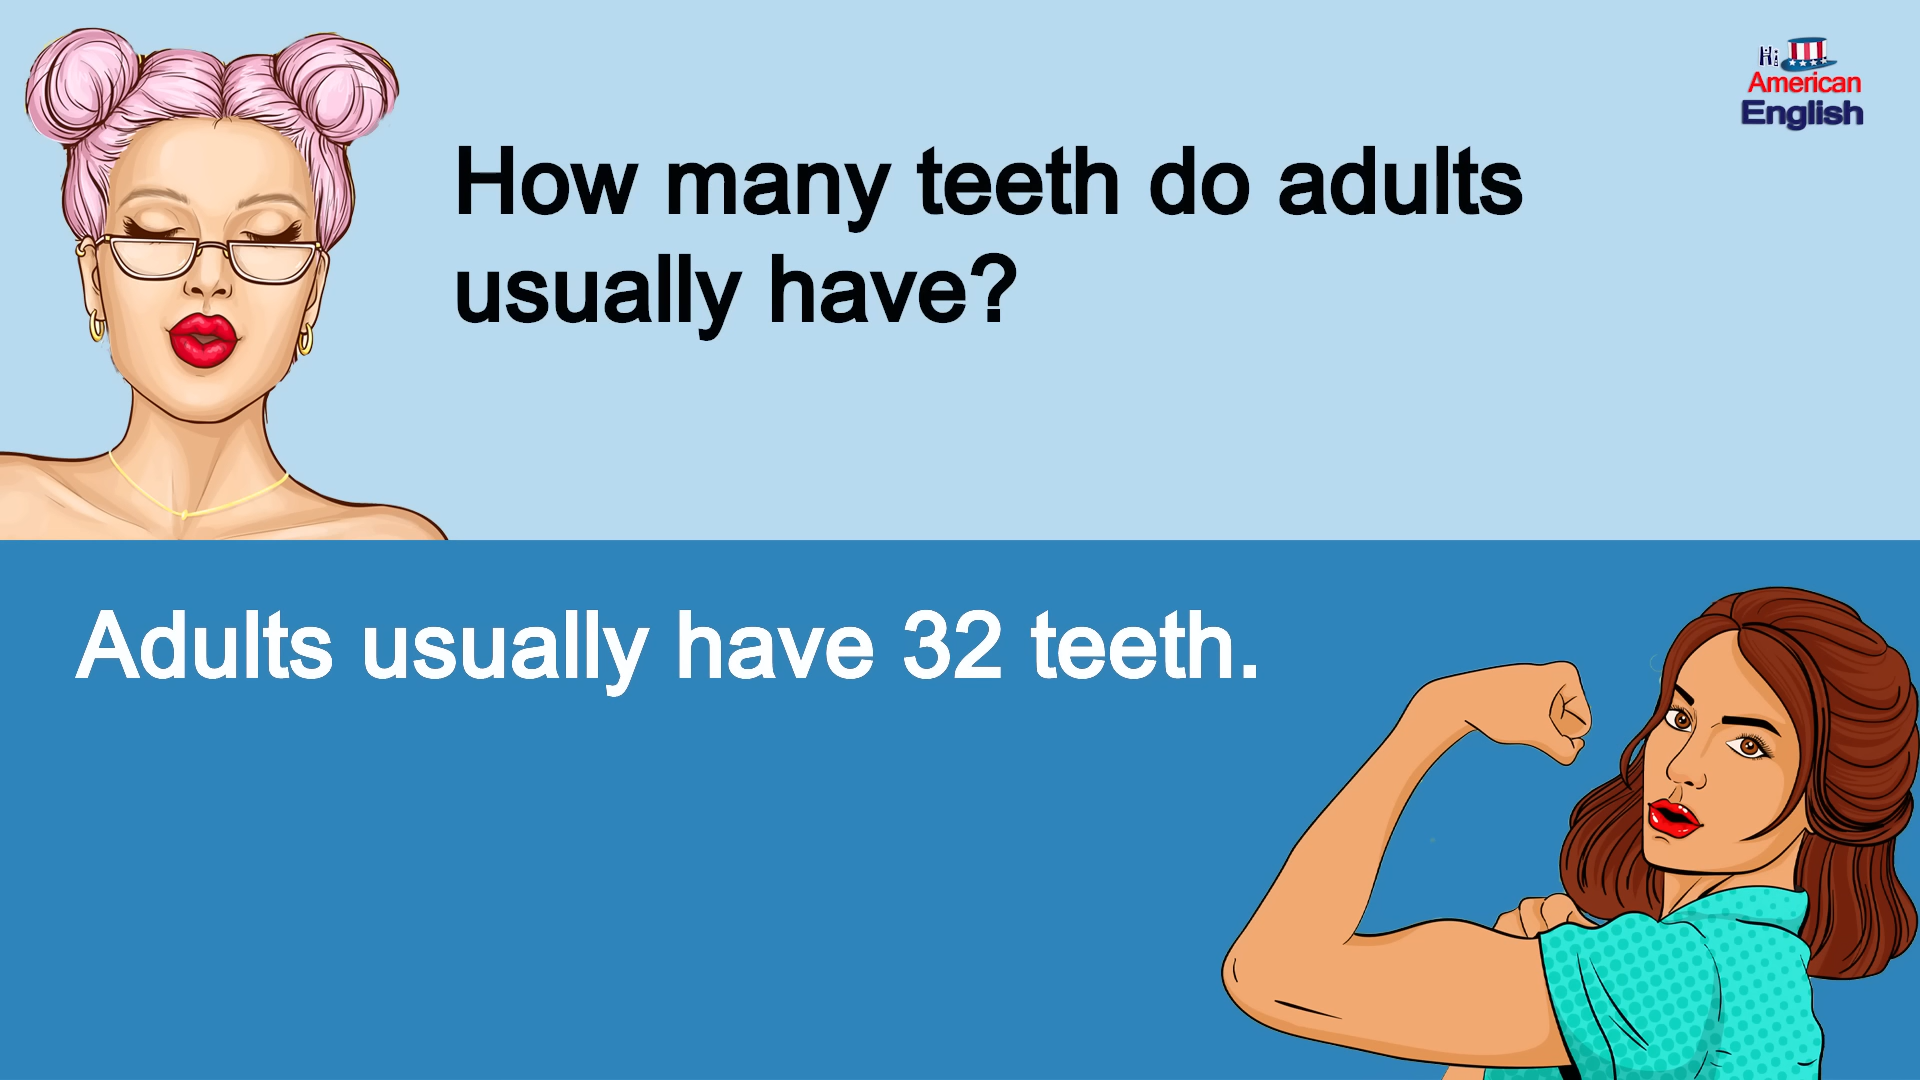 Hi
American
English
How many teeth do adults
usually have?
Adults usually have 32 teeth.